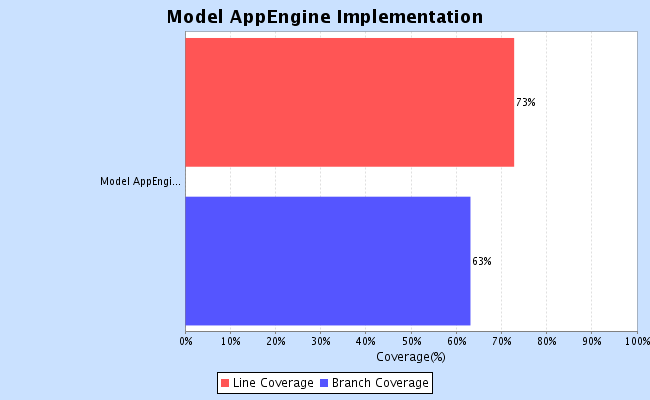 Model AppEngine Implementation
73%
Model AppEngi...
63%
0% 10% 20% 30% 40% 50% 60% 70% 80% 90% 100%
Coverage(%)
Line Coverage Branch Coverage